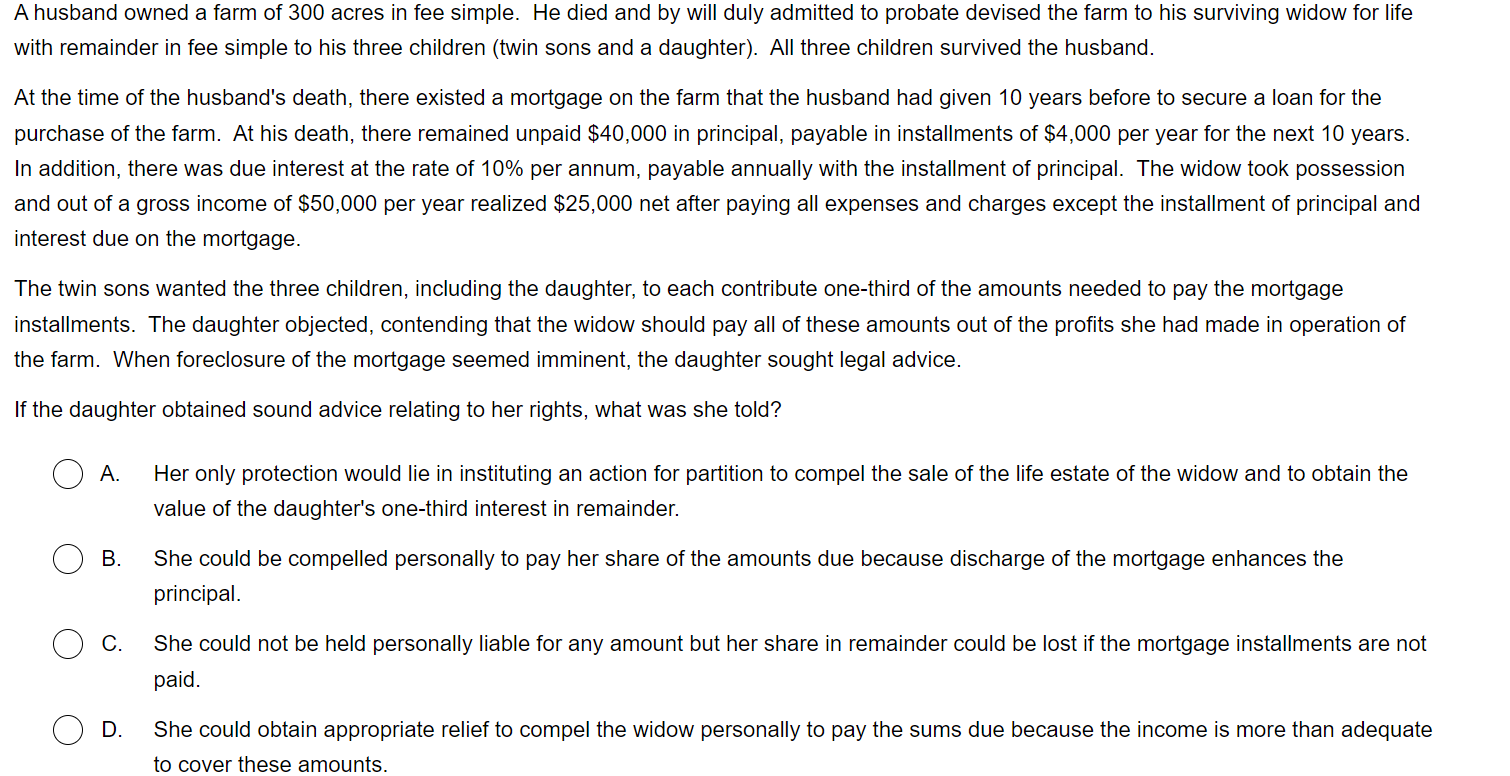 A husband owned a farm of 300 acres in fee simple.  He died and by will duly admitted to probate devised the farm to his surviving widow for life
with remainder in fee simple to his three children (twin sons and a daughter).  All three children survived the husband.
At the time of the husband's death, there existed a mortgage on the farm that the husband had given 10 years before to secure a loan for the
purchase of the farm.  At his death, there remained unpaid $40,000 in principal, payable in installments of $4,000 per year for the next 10 years.
In addition, there was due interest at the rate of 10% per annum, payable annually with the installment of principal.  The widow took possession
and out of a gross income of $50,000 per year realized $25,000 net after paying all expenses and charges except the installment of principal and
interest due on the mortgage.
The twin sons wanted the three children, including the daughter, to each contribute one-third of the amounts needed to pay the mortgage
installments.  The daughter objected, contending that the widow should pay all of these amounts out of the profits she had made in operation of
the farm.  When foreclosure of the mortgage seemed imminent, the daughter sought legal advice.
If the daughter obtained sound advice relating to her rights, what was she told?
A. Her only protection would lie in instituting an action for partition to compel the sale of the life estate of the widow and to obtain the
value of the daughter's one-third interest in remainder.
B. She could be compelled personally to pay her share of the amounts due because discharge of the mortgage enhances the
principal.
C. She could not be held personally liable for any amount but her share in remainder could be lost if the mortgage installments are not
paid.
D. She could obtain appropriate relief to compel the widow personally to pay the sums due because the income is more than adequate
to cover these amounts.